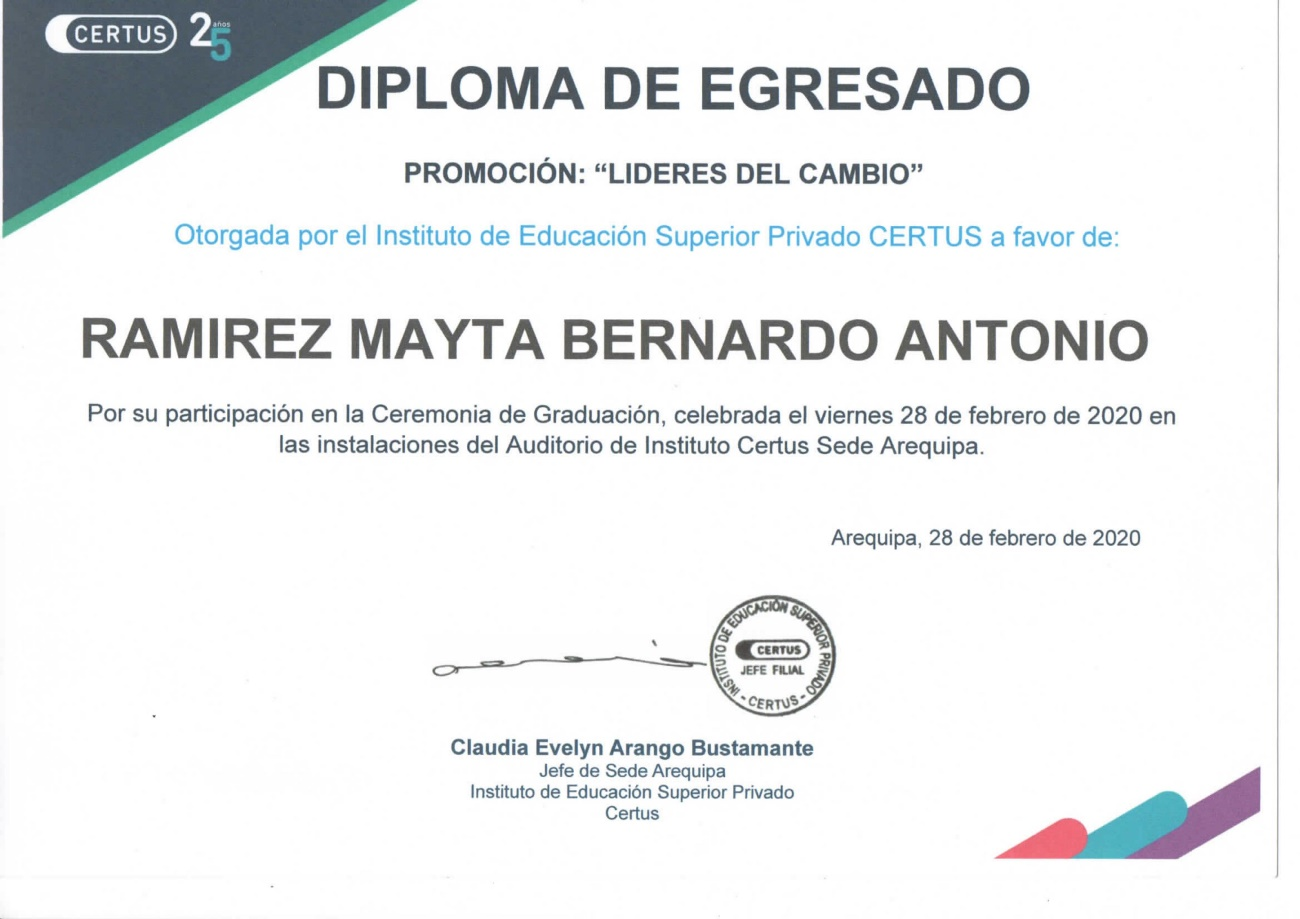 CERTUS 25 años
DIPLOMA DE EGRESADO
PROMOCIÓN: “LIDERES DEL CAMBIO”
Otorgada por el Instituto de Educación Superior Privado CERTUS a favor de:
RAMIREZ MAYTA BERNARDO ANTONIO
Por su participación en la Ceremonia de Graduación, celebrada el viernes 28 de febrero de 2020 en
las instalaciones del Auditorio de Instituto Certus Sede Arequipa.
Arequipa, 28 de febrero de 2020
INSTITUTO DE EDUCACIÓN SUPERIOR PRIVADO
CERTUS
JEFE FILIAL
- CERTUS -
Claudia Evelyn Arango Bustamante
Jefe de Sede Arequipa
Instituto de Educación Superior Privado
Certus